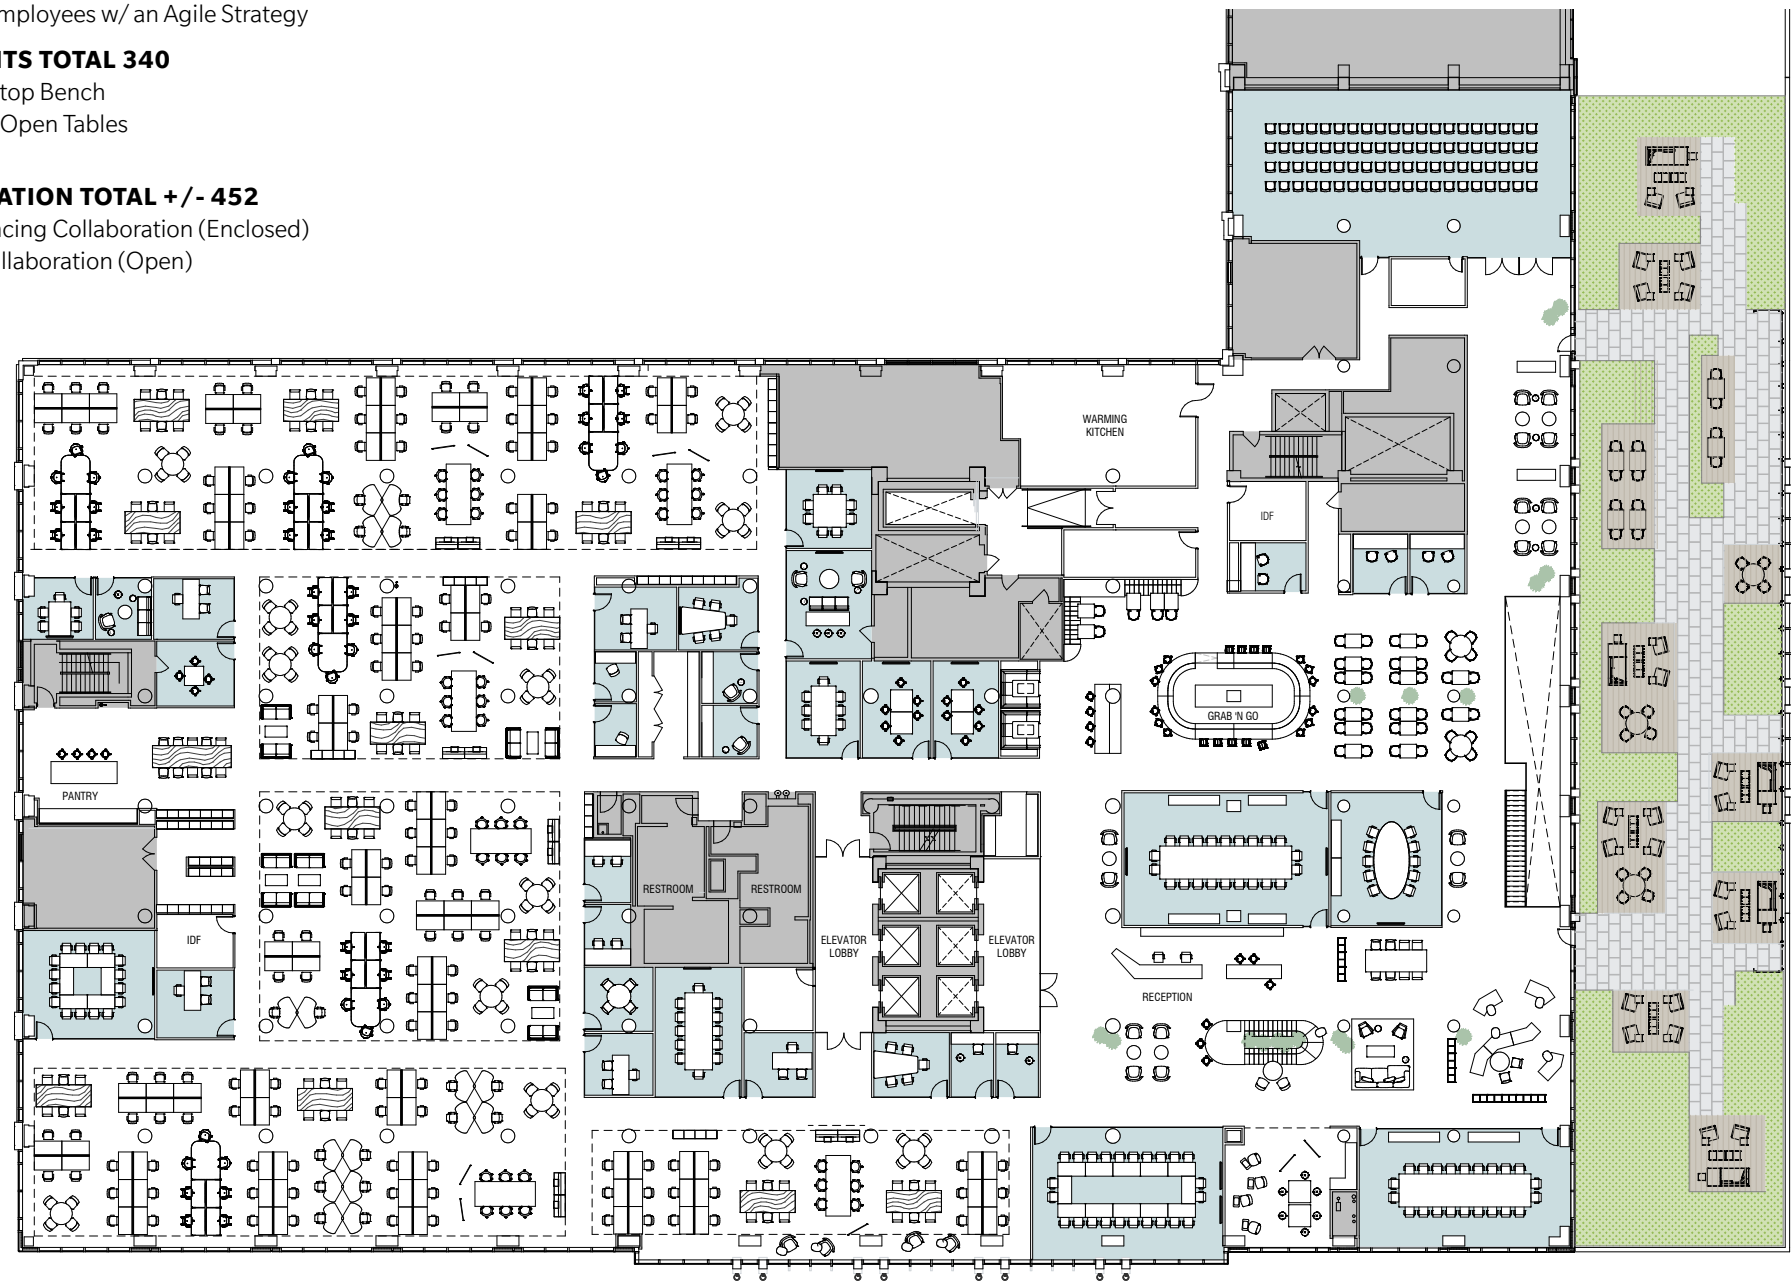 mployees w/ an Agile Strategy
ITS TOTAL 340
top Bench
Open Tables
ATION TOTAL +/- 452
acing Collaboration (Enclosed)
llaboration (Open)
WARMING
KITCHEN
IDF
GRAB 'N GO
PANTRY
RESTROOM
RESTROOM
IDF
ELEVATOR
LOBBY
ELEVATOR
LOBBY
RECEPTION